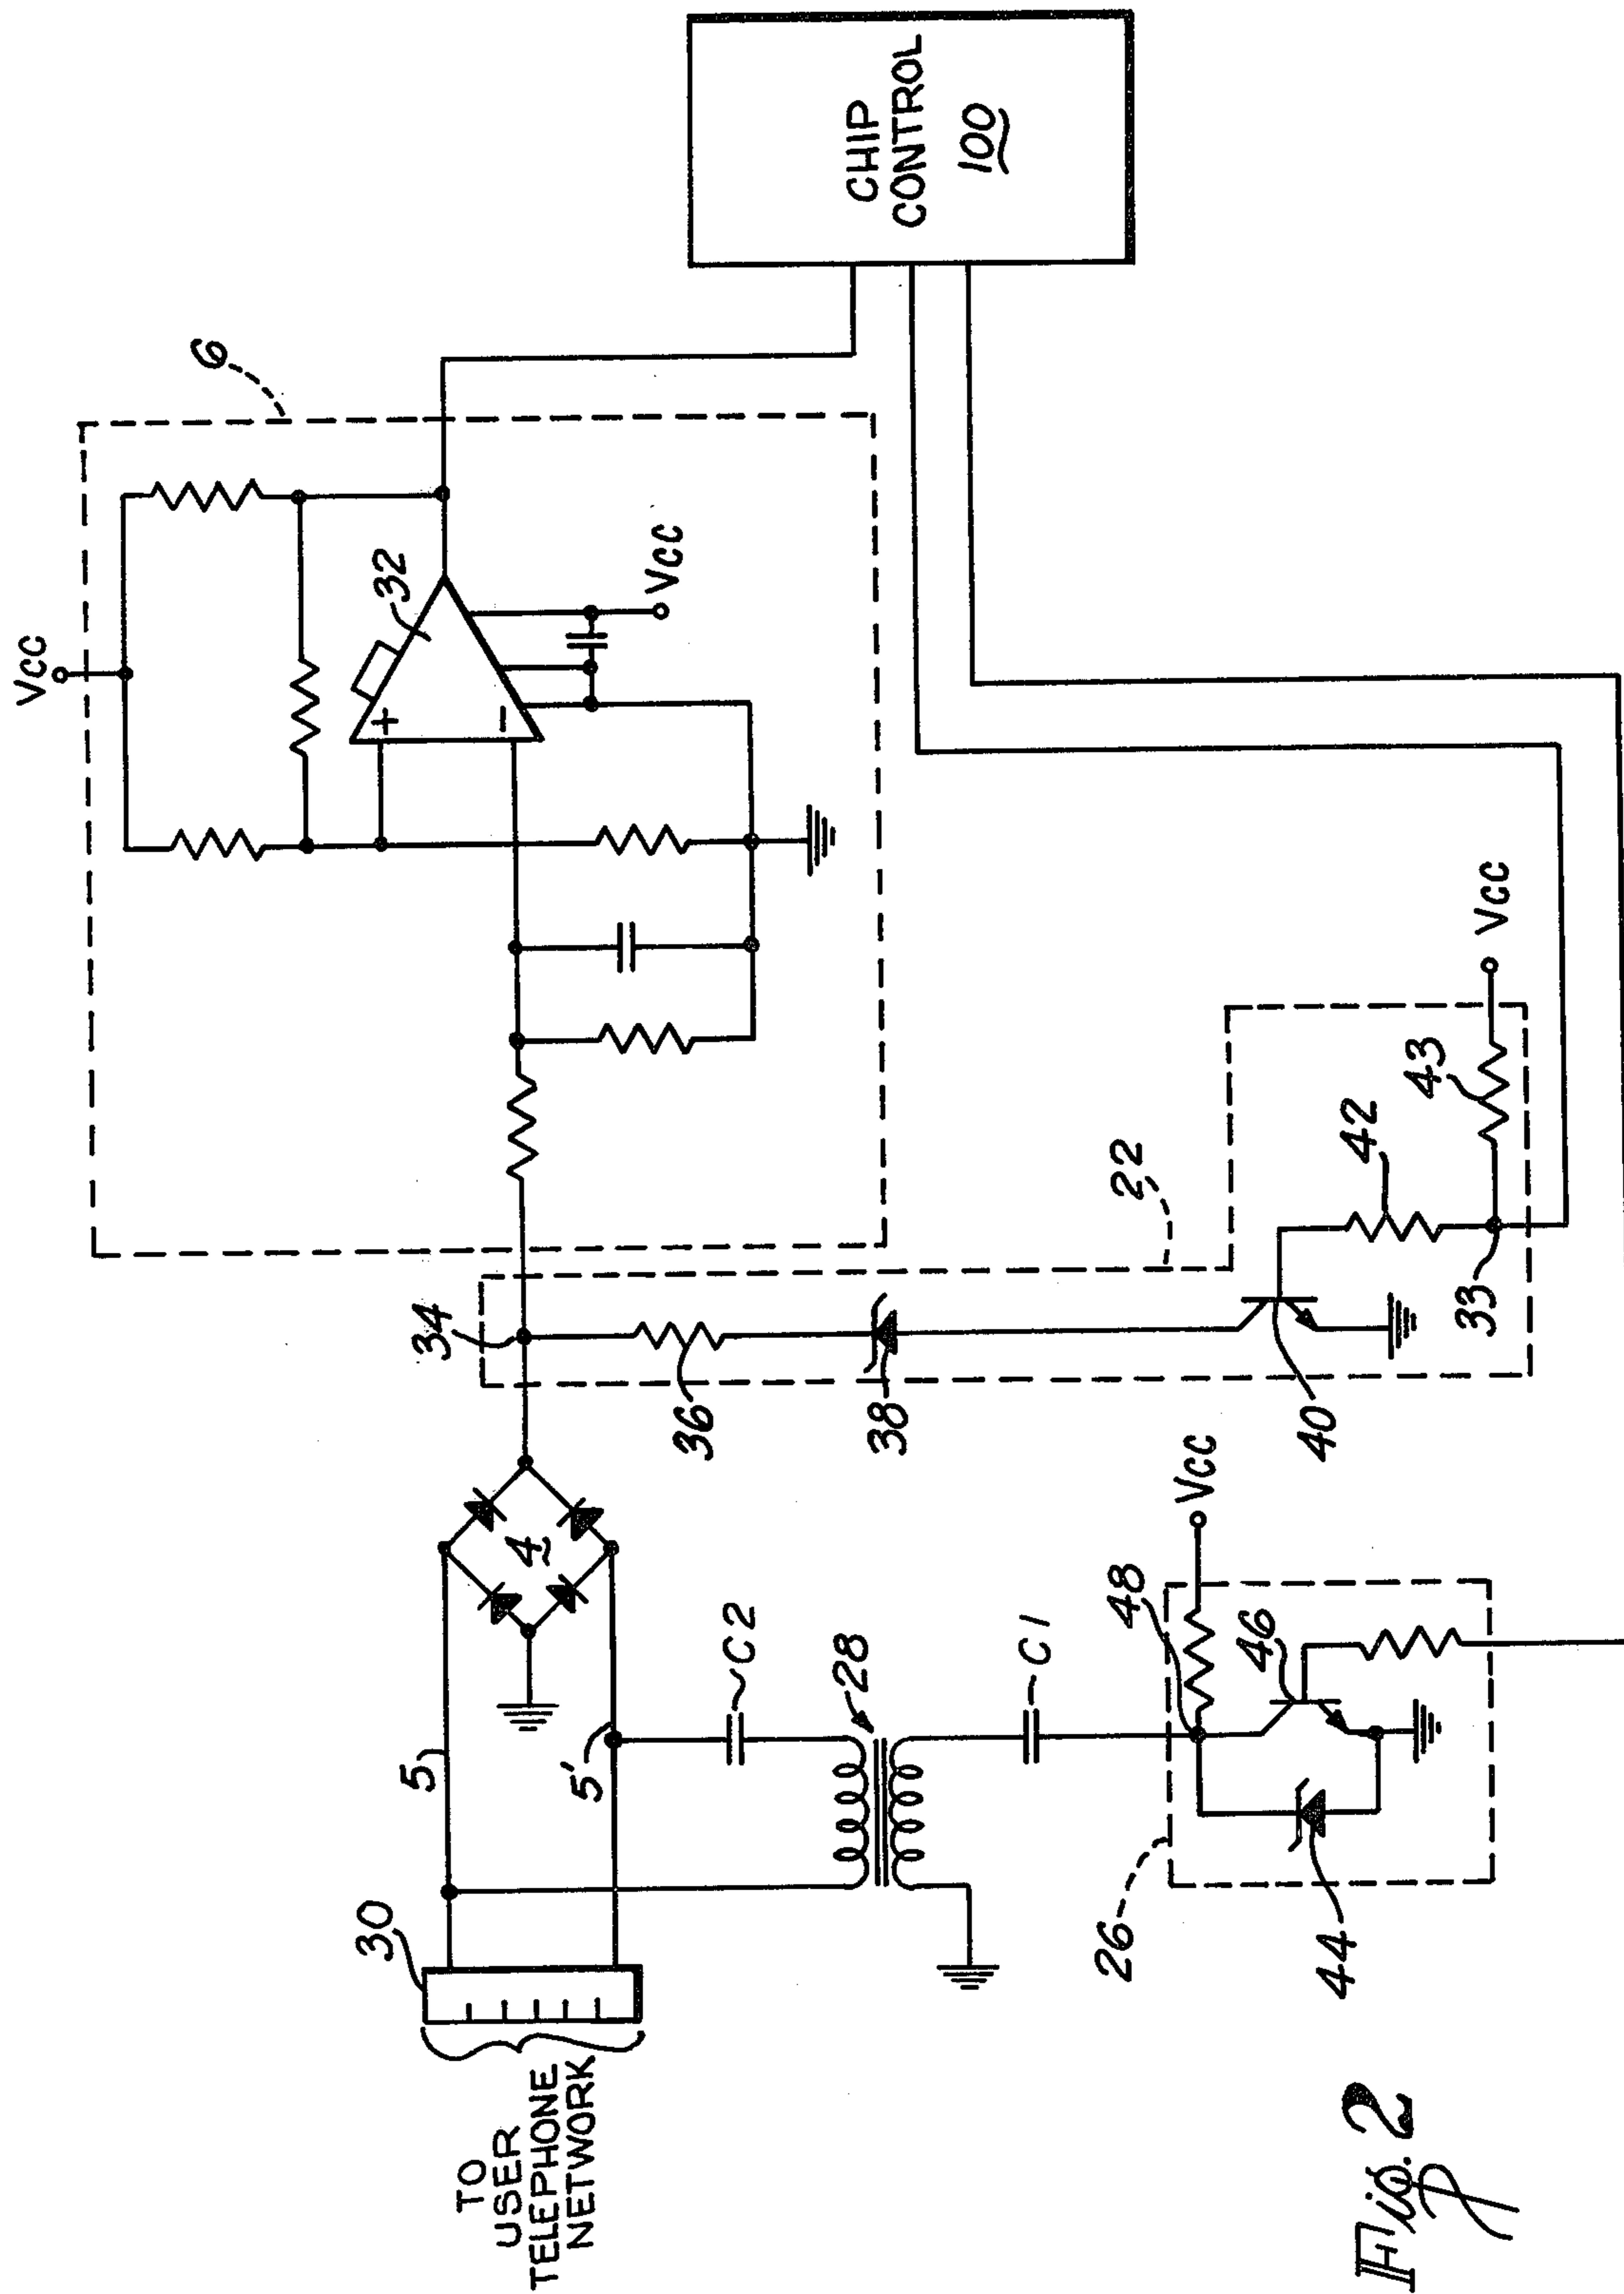 TO
USER
TELEPHONE
NETWORK
30
5
5'
4
C2
28
C1
26
44
46
48
Vcc
34
36
38
40
22
42
43
33
Vcc
6
Vcc
32
+
−
Vcc
CHIP
CONTROL
100
Fig. 2